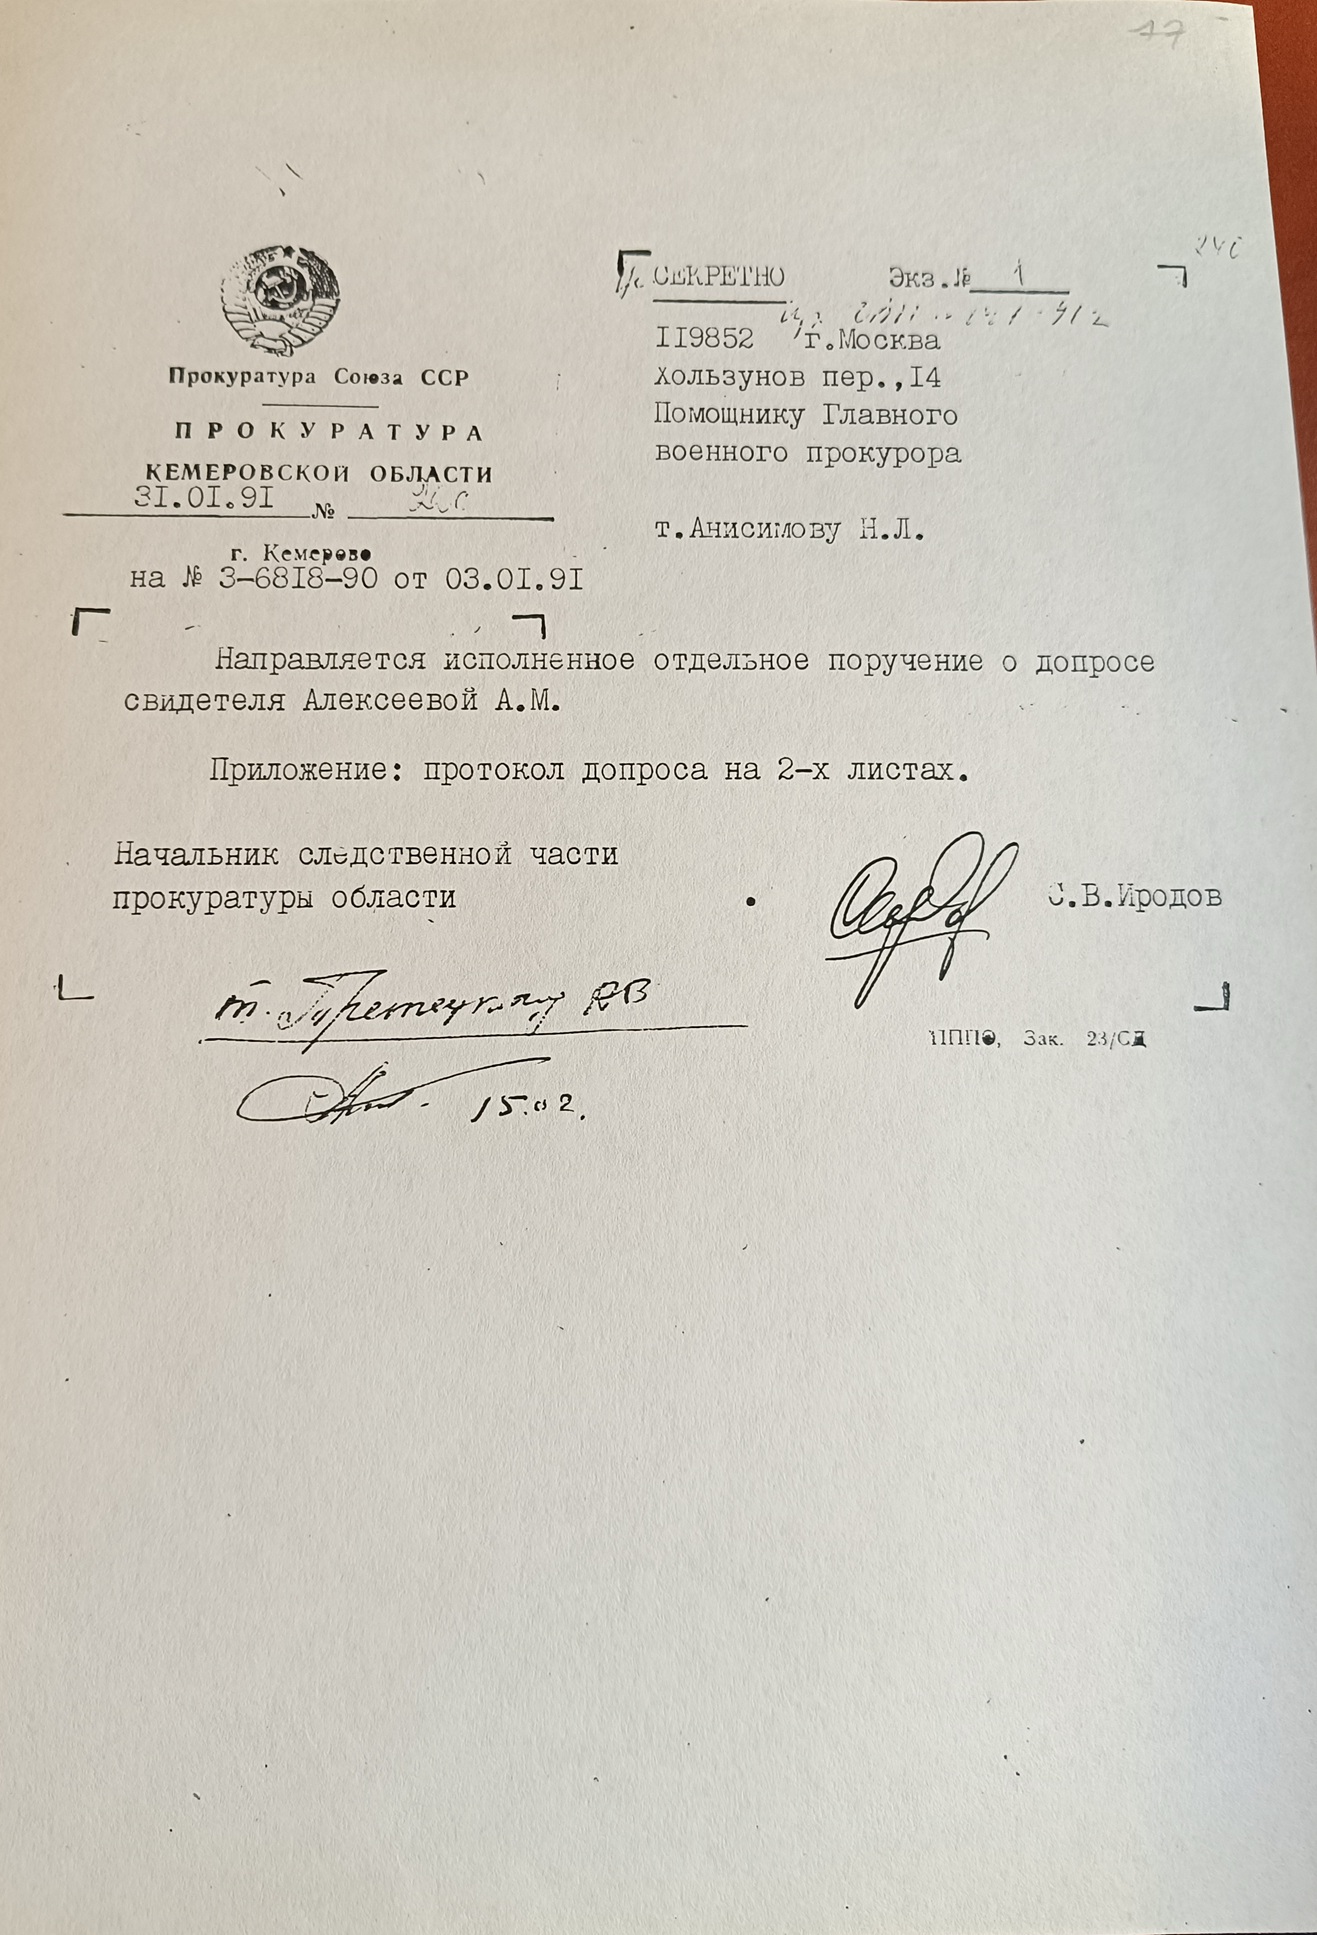 17
СЕКРЕТНО Экз.№ 1
Прокуратура Союза ССР
ПРОКУРАТУРА
КЕМЕРОВСКОЙ ОБЛАСТИ
31.01.91 №
г. Кемерово
на № 3-6818-90 от 03.01.91
119852 г.Москва
Хользунов пер.,14
Помощнику Главного
военного прокурора
т.Анисимову Н.Л.
Направляется исполненное отдельное поручение о допросе
свидетеля Алексеевой А.М.
Приложение: протокол допроса на 2-х листах.
Начальник следственной части
прокуратуры области
С.В.Иродов
ПППО, Зак. 23/СД
т.
15.02.